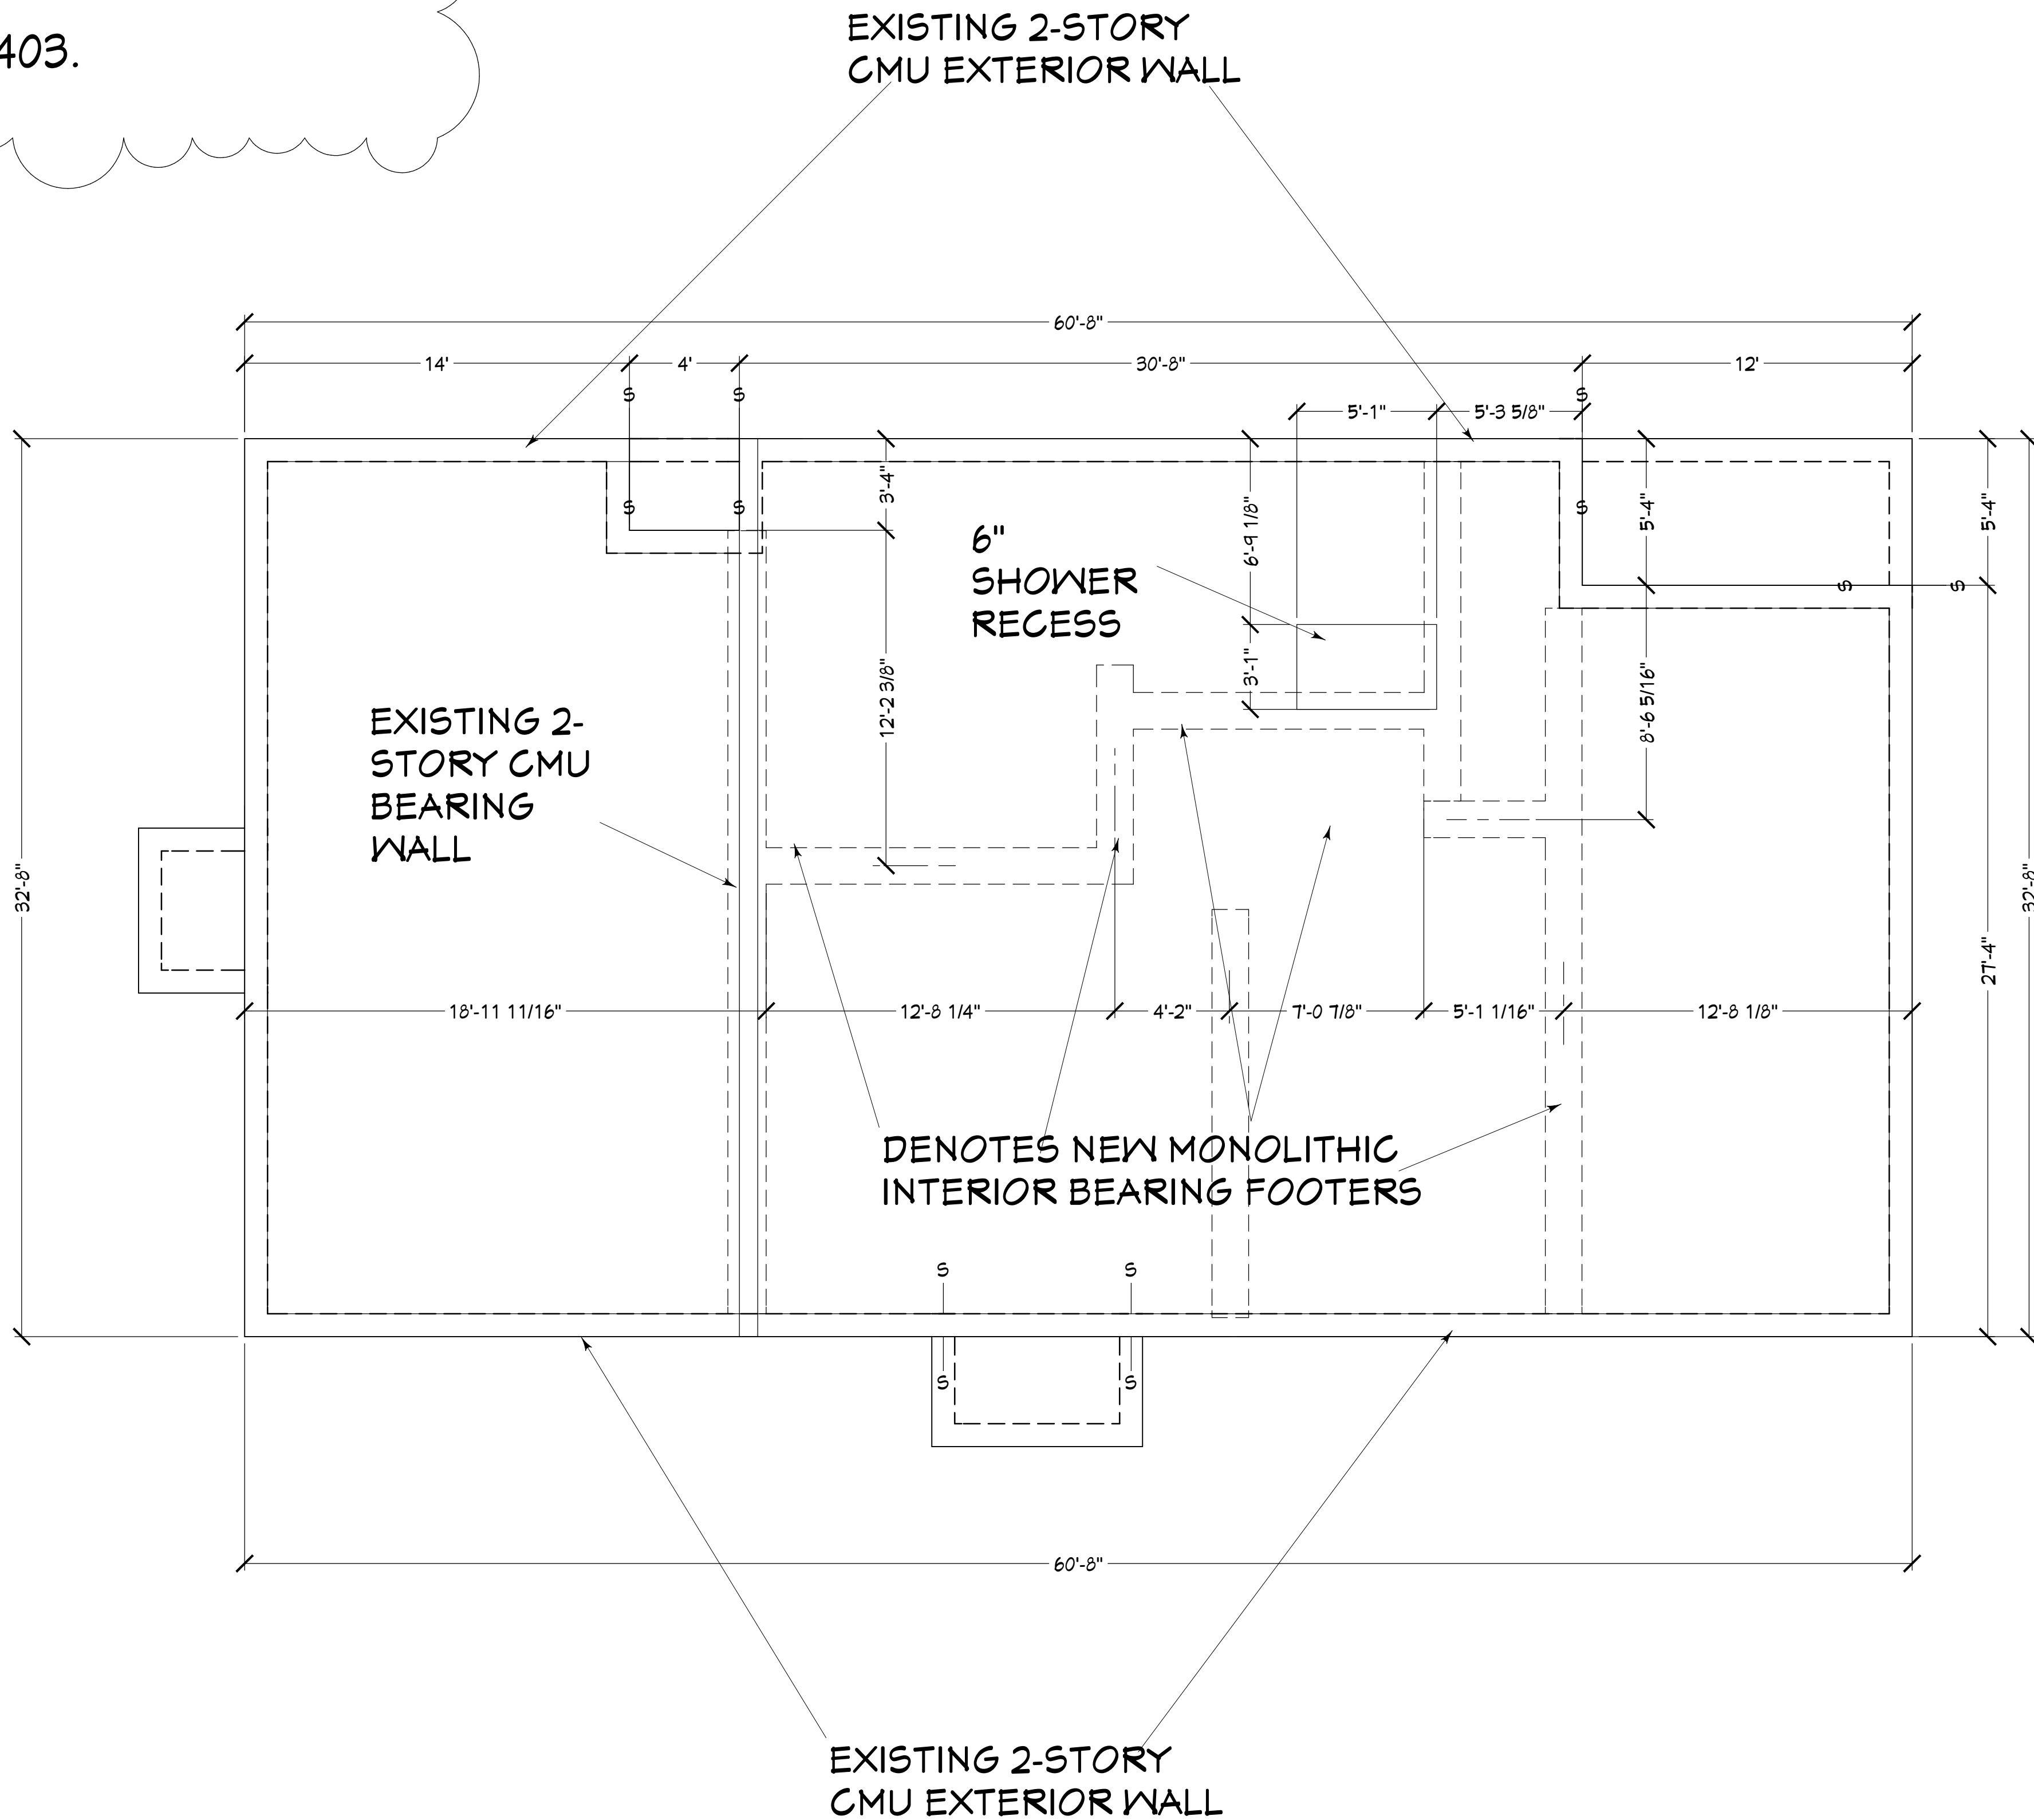 403.
EXISTING 2-STORY
CMU EXTERIOR WALL
60'-8"
14'
4'
30'-8"
12'
S
S
S
5'-1"
5'-3 5/8"
3'-4"
6'-9 1/8"
5'-4"
5'-4"
S
S
S
6"
SHOWER
RECESS
S
S
3'-1"
12'-2 3/8"
8'-6 5/16"
EXISTING 2-
STORY CMU
BEARING
WALL
32'-8"
32'-8"
27'-4"
18'-11 11/16"
12'-8 1/4"
4'-2"
7'-0 7/8"
5'-1 1/16"
12'-8 1/8"
DENOTES NEW MONOLITHIC
INTERIOR BEARING FOOTERS
S
S
S
S
60'-8"
EXISTING 2-STORY
CMU EXTERIOR WALL